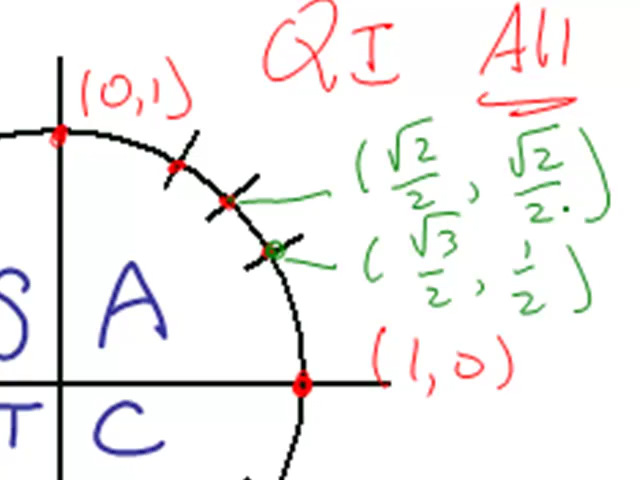 QI All
(0,1)
(√2/2, √2/2)
(√3/2, 1/2)
S A
(1,0)
T C